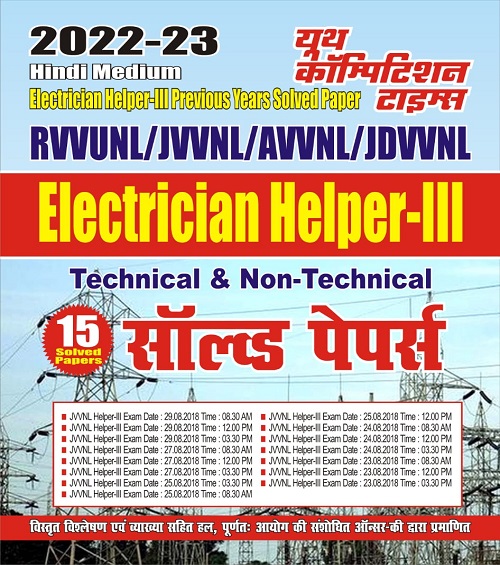 2022-23
Hindi Medium
Electrician Helper-III Previous Years Solved Paper
यूथ
कॉम्पिटिशन
टाइम्स
RVVUNL/JVVNL/AVVNL/JDVVNL
Electrician Helper-III
Technical & Non-Technical
15
Solved
Papers
सॉल्व्ड पेपर्स
JVVNL Helper-III Exam Date : 29.08.2018 Time : 08.30 AM
JVVNL Helper-III Exam Date : 29.08.2018 Time : 12.00 PM
JVVNL Helper-III Exam Date : 29.08.2018 Time : 03.30 PM
JVVNL Helper-III Exam Date : 27.08.2018 Time : 08.30 AM
JVVNL Helper-III Exam Date : 27.08.2018 Time : 12.00 PM
JVVNL Helper-III Exam Date : 27.08.2018 Time : 03.30 PM
JVVNL Helper-III Exam Date : 25.08.2018 Time : 03.30 PM
JVVNL Helper-III Exam Date : 25.08.2018 Time : 08.30 AM
JVVNL Helper-III Exam Date : 25.08.2018 Time : 12.00 PM
JVVNL Helper-III Exam Date : 24.08.2018 Time : 08.30 AM
JVVNL Helper-III Exam Date : 24.08.2018 Time : 12.00 PM
JVVNL Helper-III Exam Date : 24.08.2018 Time : 03.30 PM
JVVNL Helper-III Exam Date : 23.08.2018 Time : 08.30 AM
JVVNL Helper-III Exam Date : 23.08.2018 Time : 12.00 PM
JVVNL Helper-III Exam Date : 23.08.2018 Time : 03.30 PM
विस्तृत विश्लेषण एवं व्याख्या सहित हल, पूर्णतः आयोग की संशोधित ऑन्सर-की द्वारा प्रमाणित